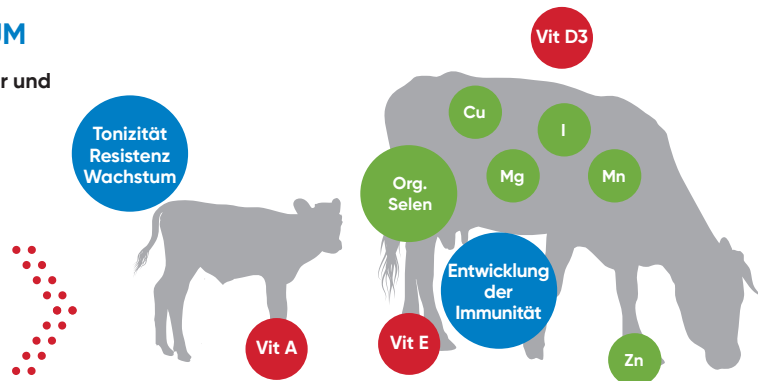 UM
r und
Vit D3
Cu
I
Tonizität
Resistenz
Wachstum
Mg
Mn
Org.
Selen
Entwicklung
der
Immunität
Vit A
Vit E
Zn